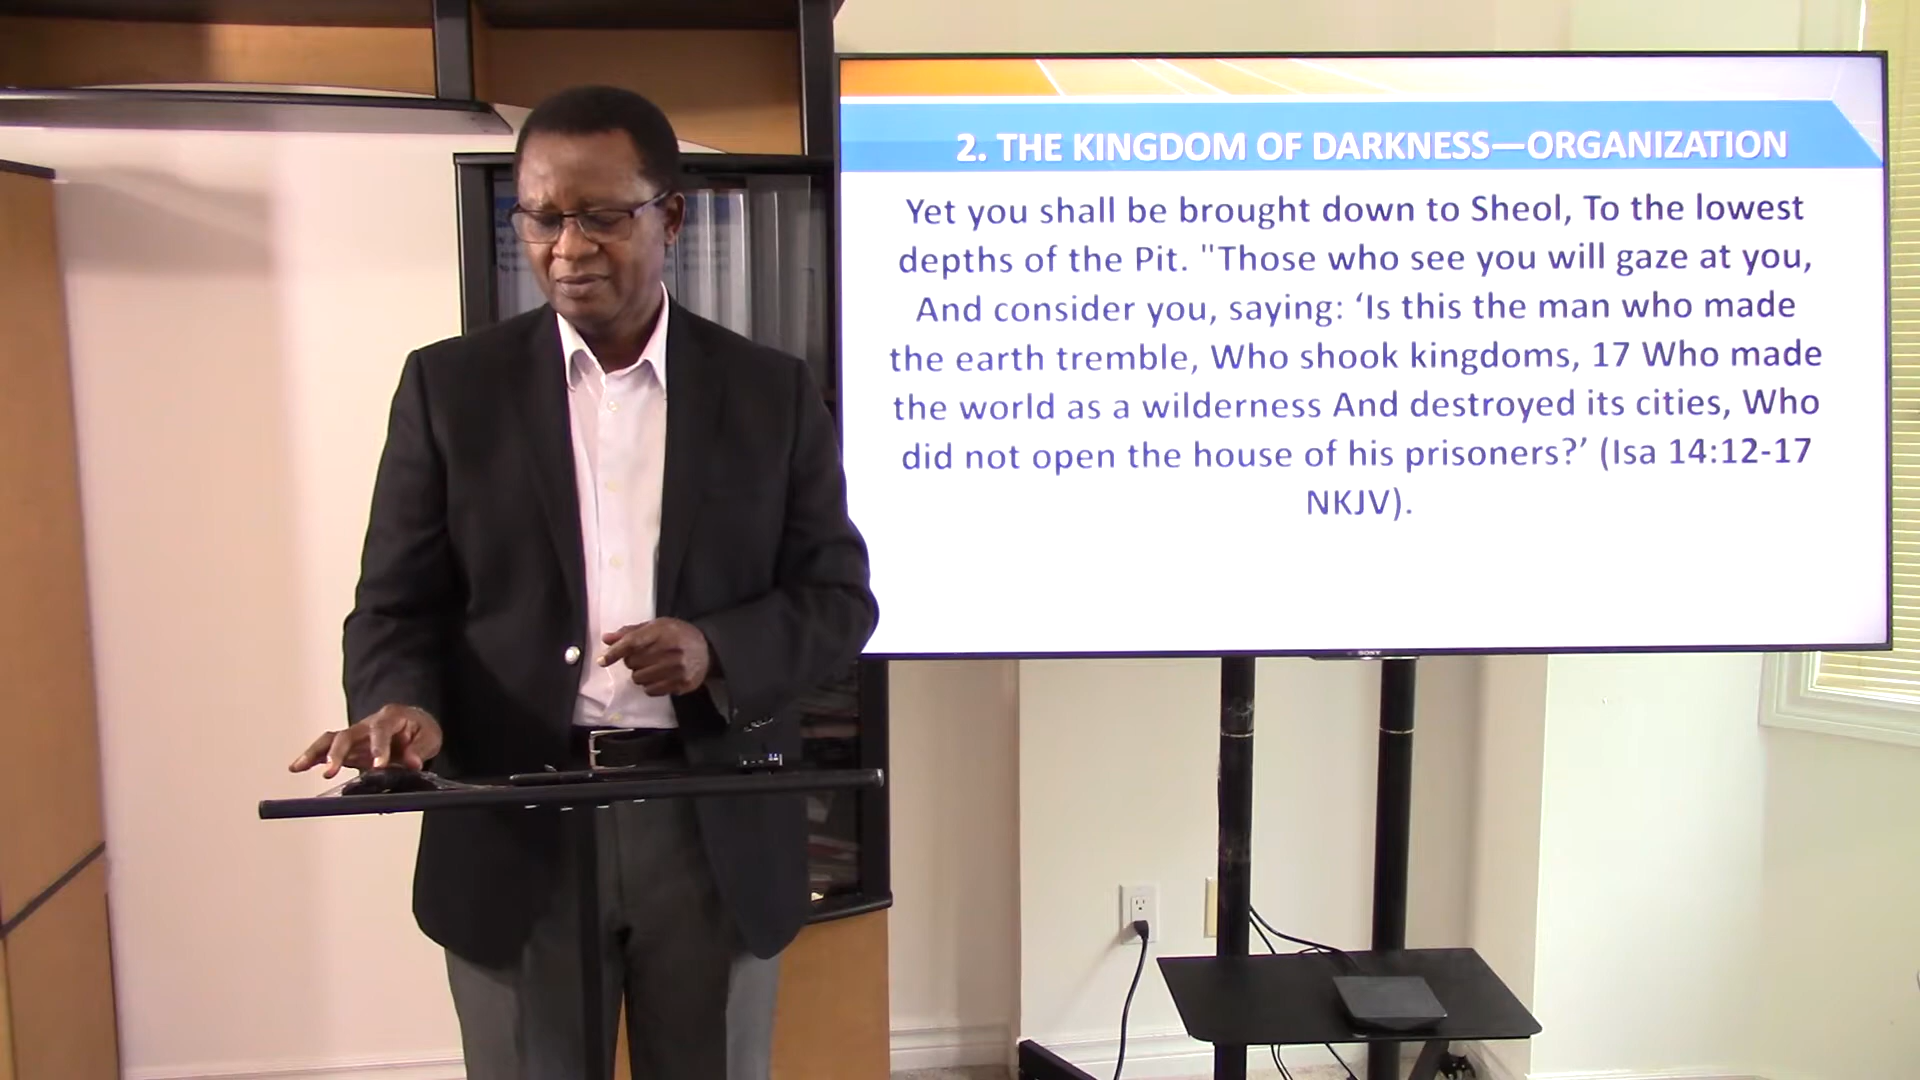 2. THE KINGDOM OF DARKNESS—ORGANIZATION
Yet you shall be brought down to Sheol, To the lowest
depths of the Pit. "Those who see you will gaze at you,
And consider you, saying: ‘Is this the man who made
the earth tremble, Who shook kingdoms, 17 Who made
the world as a wilderness And destroyed its cities, Who
did not open the house of his prisoners?’ (Isa 14:12-17
NKJV).
SONY